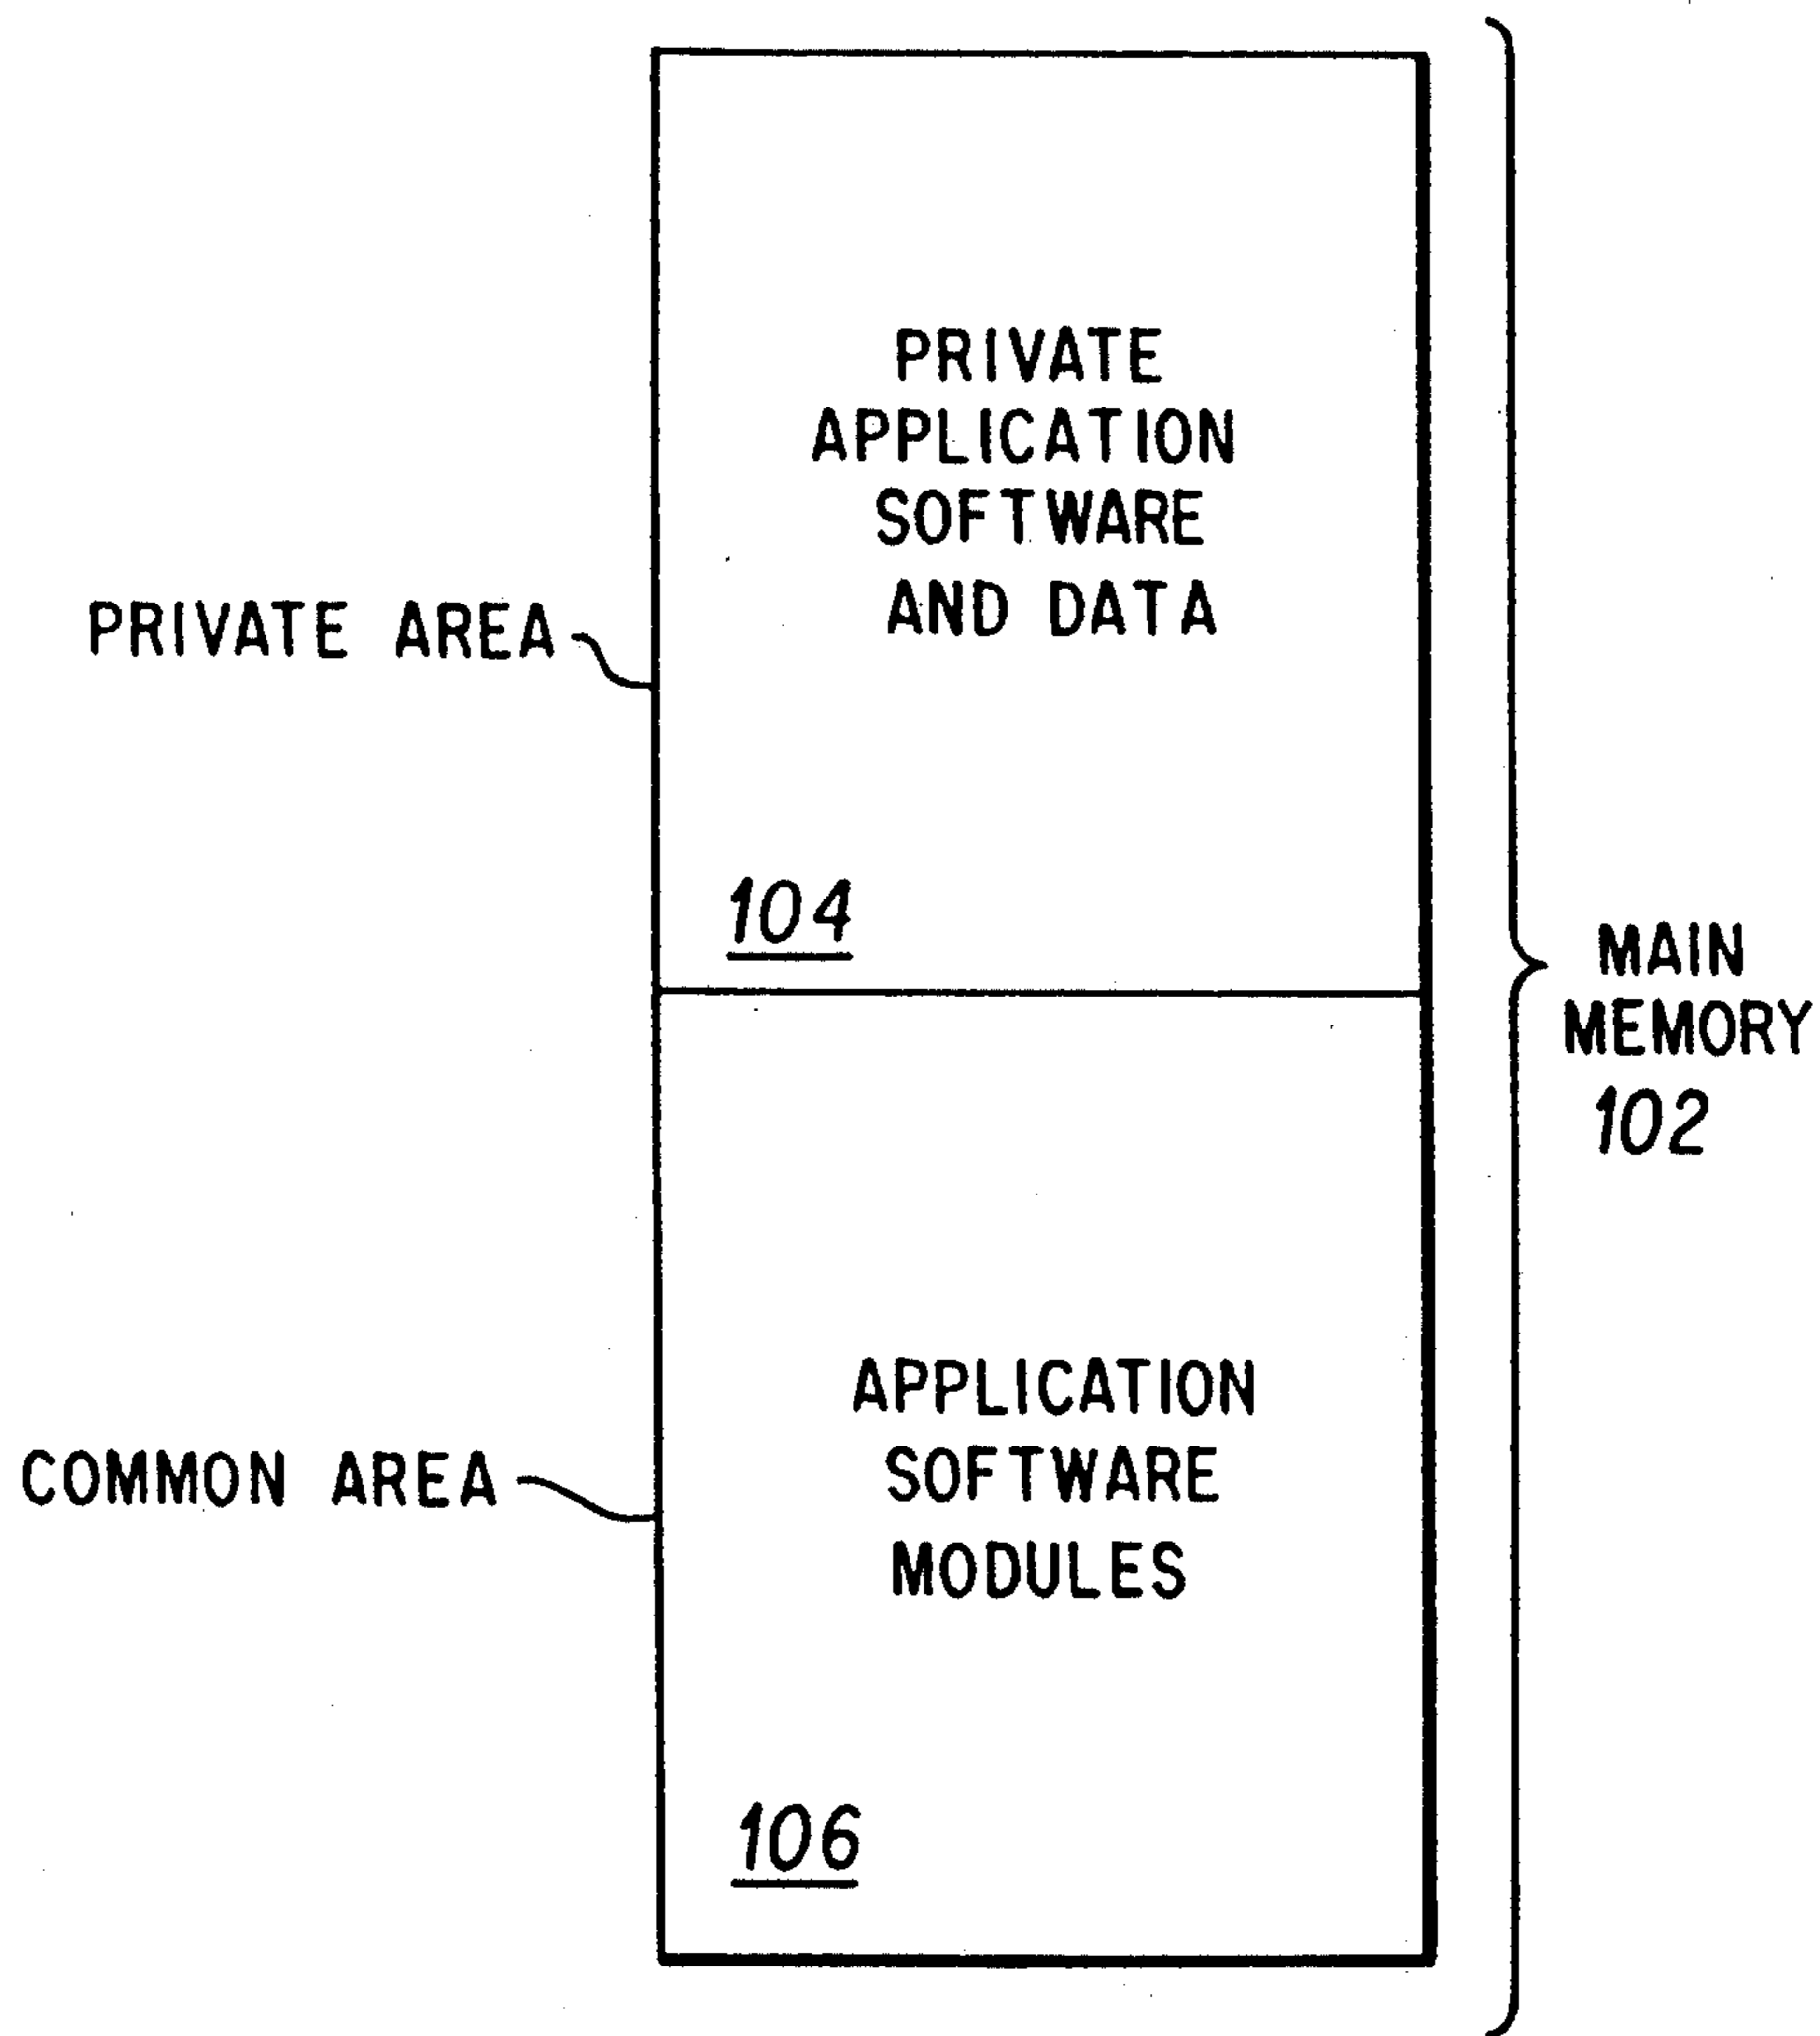 PRIVATE
APPLICATION
SOFTWARE
AND DATA
PRIVATE AREA
104
MAIN
MEMORY
102
APPLICATION
SOFTWARE
MODULES
COMMON AREA
106